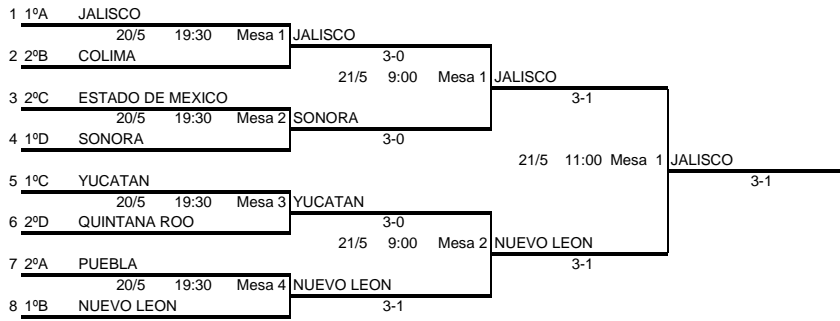 1 1ºA JALISCO
20/5 19:30 Mesa 1 JALISCO
2 2ºB COLIMA 3-0
21/5 9:00 Mesa 1 JALISCO
3 2ºC ESTADO DE MEXICO 3-1
20/5 19:30 Mesa 2 SONORA
4 1ºD SONORA 3-0
21/5 11:00 Mesa 1 JALISCO
5 1ºC YUCATAN 3-1
20/5 19:30 Mesa 3 YUCATAN
6 2ºD QUINTANA ROO 3-0
21/5 9:00 Mesa 2 NUEVO LEON
7 2ºA PUEBLA 3-1
20/5 19:30 Mesa 4 NUEVO LEON
8 1ºB NUEVO LEON 3-1